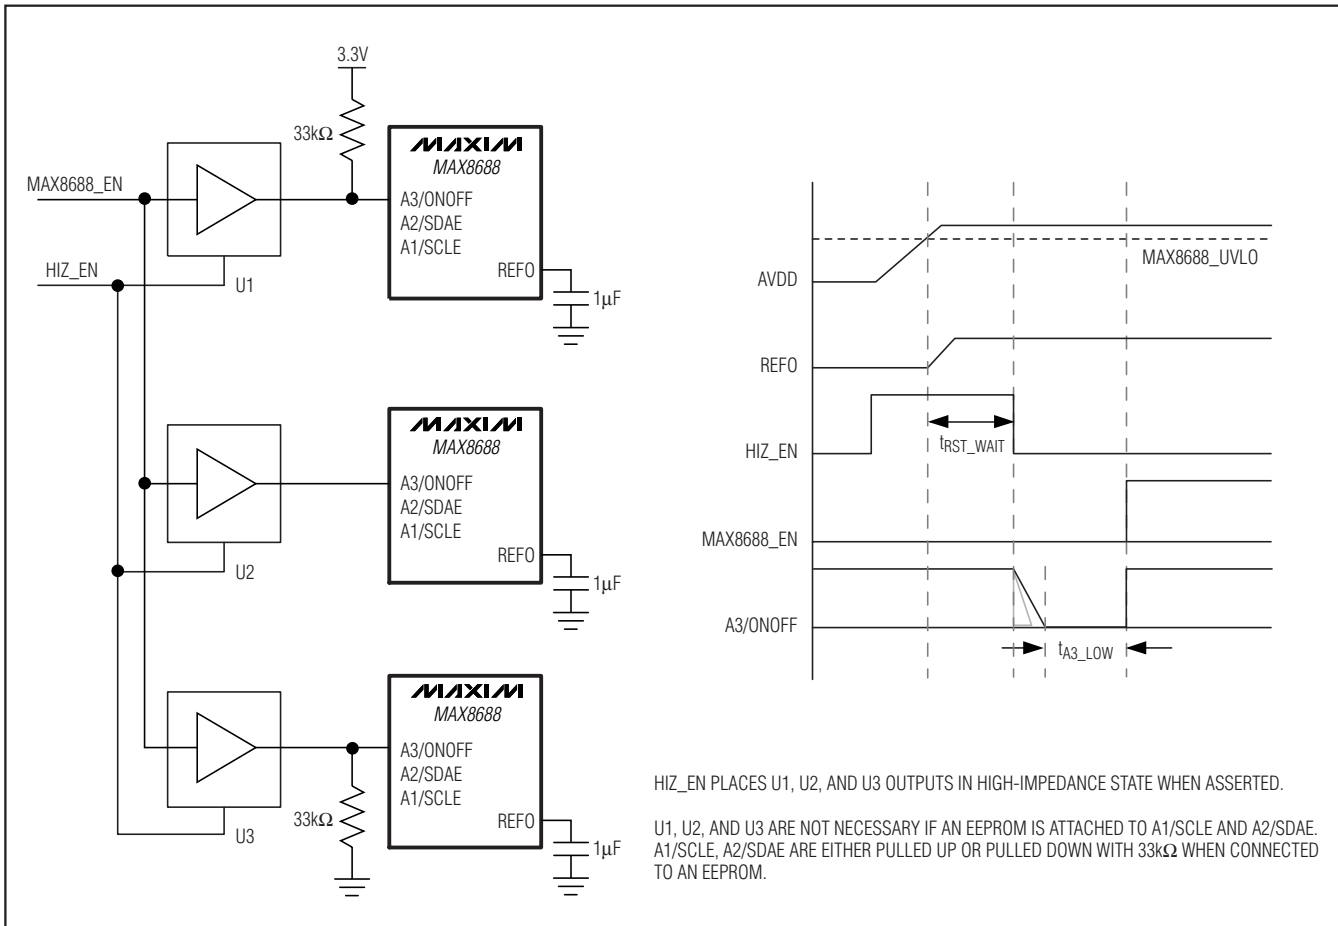 3.3V
33kΩ
MAXIM
MAX8688
MAX8688_EN
A3/ONOFF
A2/SDAE
A1/SCLE
HIZ_EN
REFO
U1
1µF
MAXIM
MAX8688
A3/ONOFF
A2/SDAE
A1/SCLE
REFO
U2
1µF
MAXIM
MAX8688
A3/ONOFF
A2/SDAE
A1/SCLE
33kΩ
REFO
U3
1µF
MAX8688_UVLO
AVDD
REFO
HIZ_EN
tRST_WAIT
MAX8688_EN
A3/ONOFF
tA3_LOW
HIZ_EN PLACES U1, U2, AND U3 OUTPUTS IN HIGH-IMPEDANCE STATE WHEN ASSERTED.
U1, U2, AND U3 ARE NOT NECESSARY IF AN EEPROM IS ATTACHED TO A1/SCLE AND A2/SDAE.
A1/SCLE, A2/SDAE ARE EITHER PULLED UP OR PULLED DOWN WITH 33kΩ WHEN CONNECTED
TO AN EEPROM.